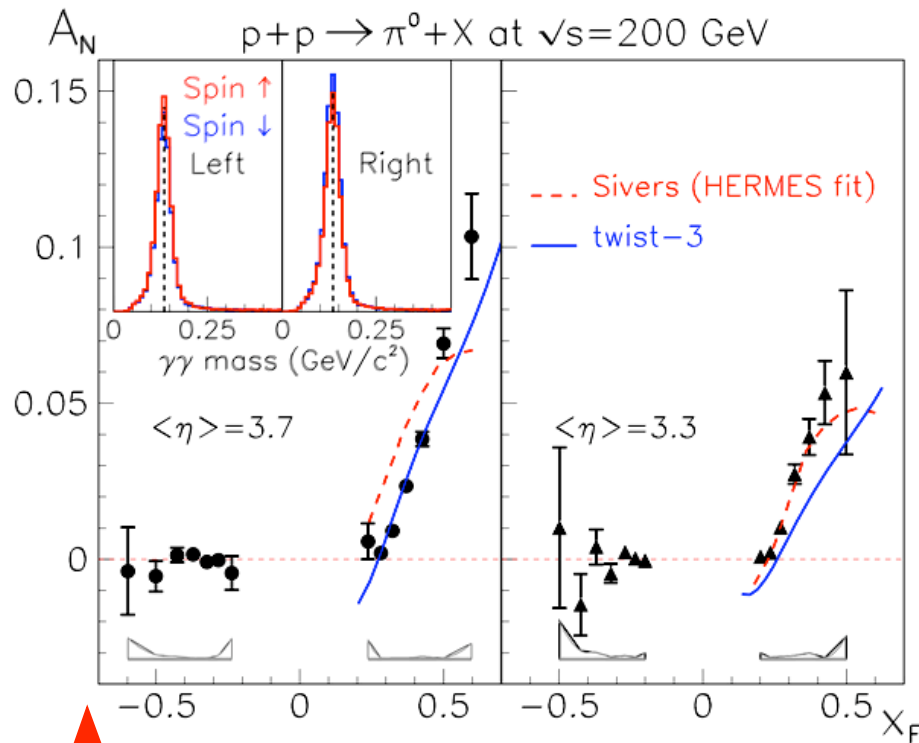 A_N
p+p → π⁰+X at √s=200 GeV
0.15
0.1
0.05
0
Spin ↑
Spin ↓
Left
Right
0
0.25
0
0.25
γγ mass (GeV/c²)
Sivers (HERMES fit)
twist-3
<η>=3.7
<η>=3.3
-0.5
0
0.5
-0.5
0
0.5
X_F